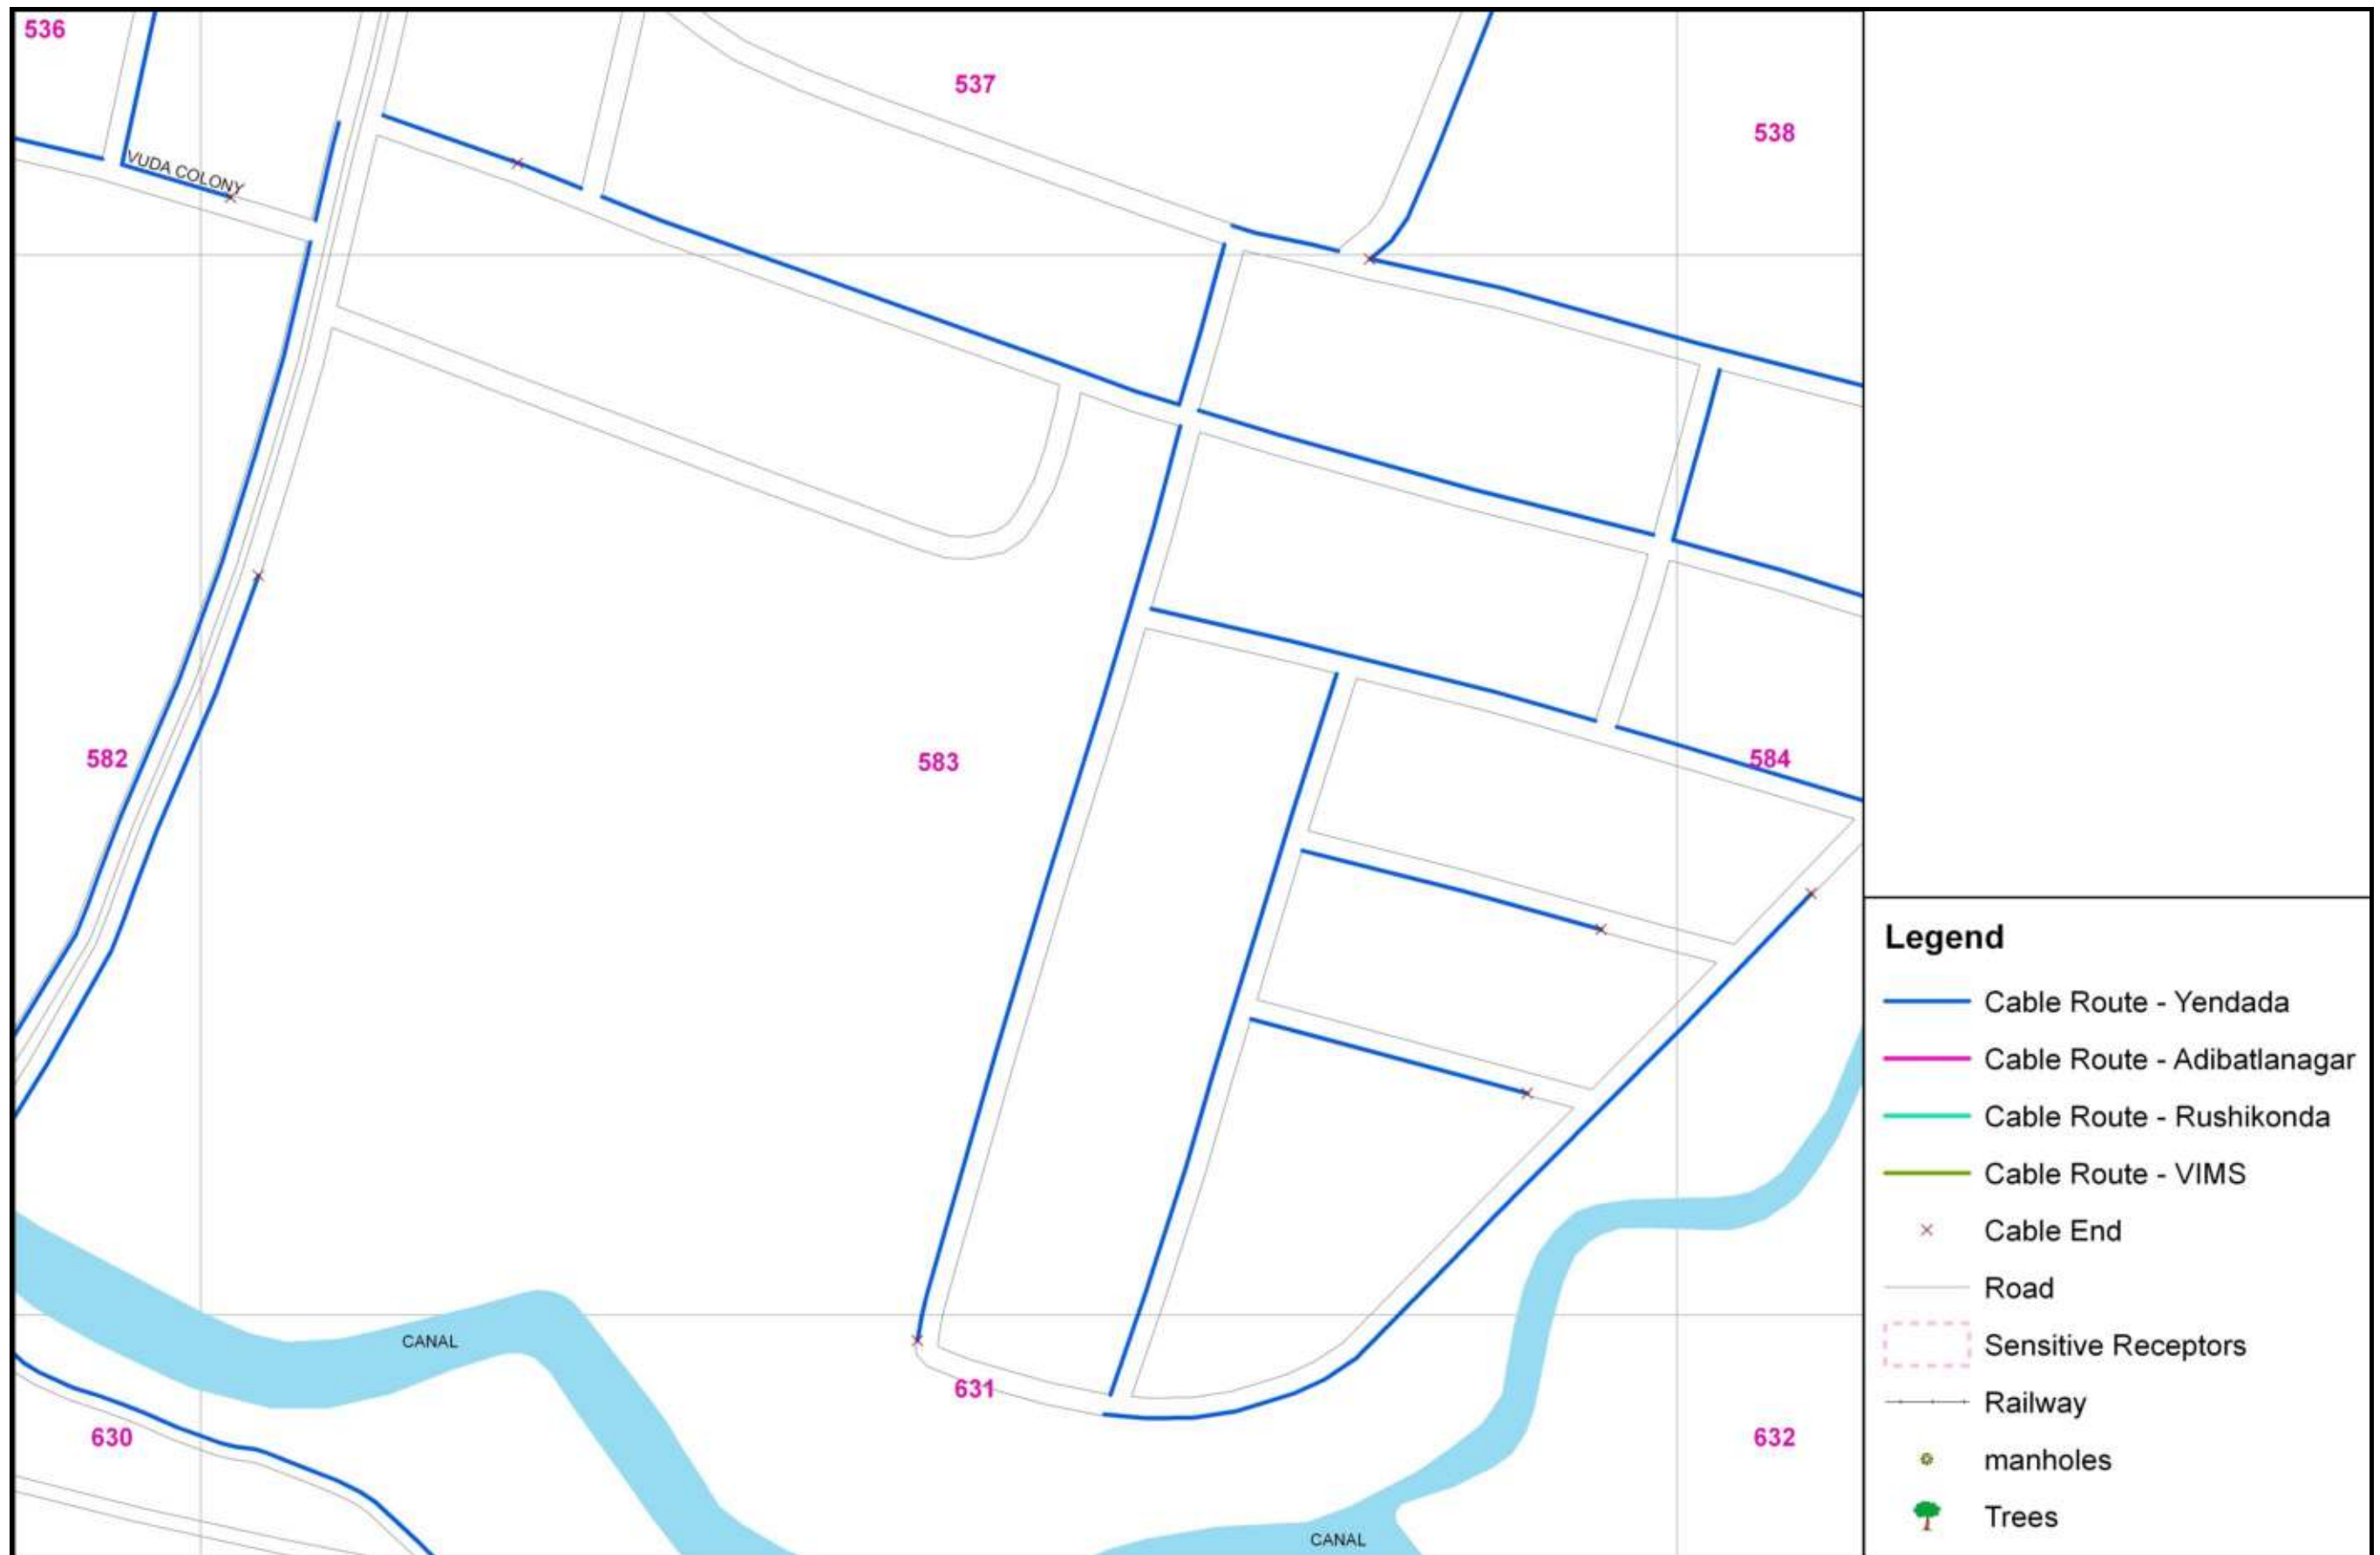 536
537
538
VUDA COLONY
582
583
584
CANAL
631
630
632
CANAL
Legend
Cable Route - Yendada
Cable Route - Adibatlanagar
Cable Route - Rushikonda
Cable Route - VIMS
Cable End
Road
Sensitive Receptors
Railway
manholes
Trees